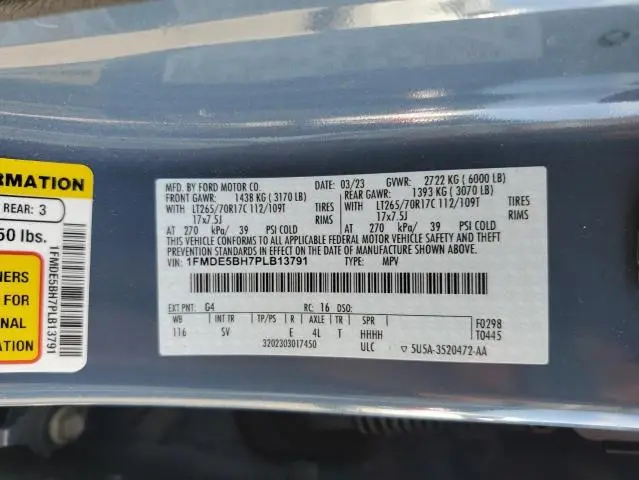 RMATION
REAR: 3
50 lbs.
NERS
FOR
NAL
TION
1FMDE5BH7PLB13791
MFD. BY FORD MOTOR CO.
03/23 GVWR: 2722 KG ( 6000 LB)
FRONT GAWR: 1438 KG ( 3170 LB) REAR GAWR: 1393 KG ( 3070 LB)
WITH LT265/70R17C 112/109T TIRES WITH LT265/70R17C 112/109T TIRES
17x7.5J RIMS 17x7.5J RIMS
AT 270 kPa/ 39 PSI COLD AT 270 kPa/ 39 PSI COLD
THIS VEHICLE CONFORMS TO ALL APPLICABLE FEDERAL MOTOR VEHICLE SAFETY AND THEFT
PREVENTION STANDARDS IN EFFECT ON THE DATE OF MANUFACTURE SHOWN ABOVE.
VIN: 1FMDE5BH7PLB13791 TYPE: MPV
EXT PNT: G4 RC: 16 DSO:
WB INT TR TP/PS R AXLE TR SPR F0298
116 SV E 4L T HHHH T0445
3202303017450 ULC ▽ 5U5A-3520472-AA